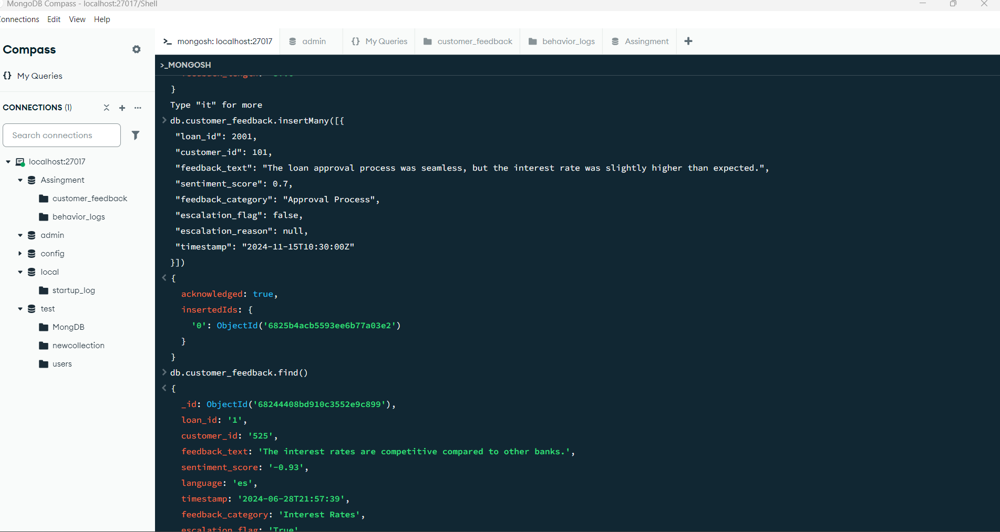 MongoDB Compass - localhost:27017/Shell
onnections Edit View Help
Compass
My Queries
CONNECTIONS (1)
Search connections
localhost:27017
Assingment
customer_feedback
behavior_logs
admin
config
local
startup_log
test
MongDB
newcollection
users
>_ mongosh: localhost:27017
admin
{} My Queries
customer_feedback
behavior_logs
Assingment
>_MONGOSH
}
Type "it" for more
> db.customer_feedback.insertMany([{
"loan_id": 2001,
"customer_id": 101,
"feedback_text": "The loan approval process was seamless, but the interest rate was slightly higher than expected.",
"sentiment_score": 0.7,
"feedback_category": "Approval Process",
"escalation_flag": false,
"escalation_reason": null,
"timestamp": "2024-11-15T10:30:00Z"
}])
< {
acknowledged: true,
insertedIds: {
'0': ObjectId('6825b4acb5593ee6b77a03e2')
}
}
> db.customer_feedback.find()
< {
_id: ObjectId('68244408bd910c3552e9c899'),
loan_id: '1',
customer_id: '525',
feedback_text: 'The interest rates are competitive compared to other banks.',
sentiment_score: '-0.93',
language: 'es',
timestamp: '2024-06-28T21:57:39',
feedback_category: 'Interest Rates',
escalation_flag: 'True'